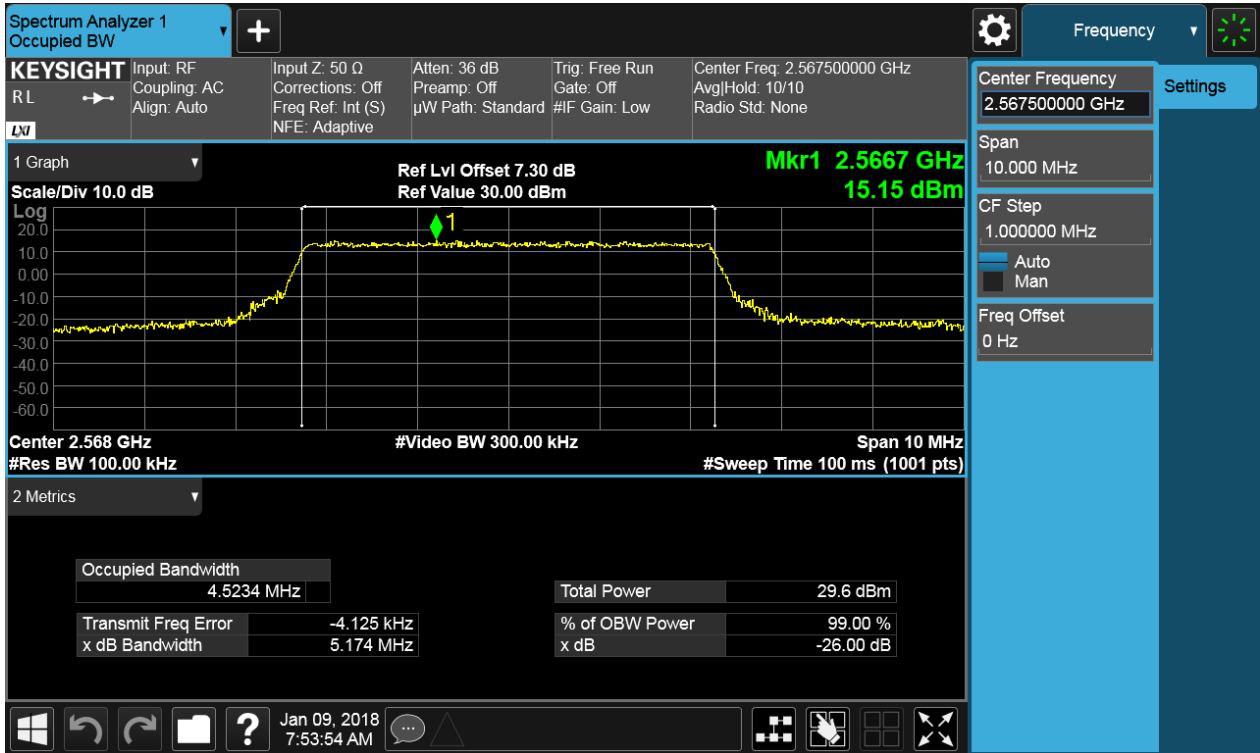 Spectrum Analyzer 1
Occupied BW
Frequency
KEYSIGHT
RL
LXI
Input: RF
Coupling: AC
Align: Auto
Input Z: 50 Ω
Corrections: Off
Freq Ref: Int (S)
NFE: Adaptive
Atten: 36 dB
Preamp: Off
µW Path: Standard
Trig: Free Run
Gate: Off
#IF Gain: Low
Center Freq: 2.567500000 GHz
Avg|Hold: 10/10
Radio Std: None
Center Frequency
2.567500000 GHz
Settings
Span
10.000 MHz
CF Step
1.000000 MHz
Auto
Man
Freq Offset
0 Hz
1 Graph
Scale/Div 10.0 dB
Ref Lvl Offset 7.30 dB
Ref Value 30.00 dBm
Mkr1 2.5667 GHz
15.15 dBm
Log
1
20.0
10.0
0.00
-10.0
-20.0
-30.0
-40.0
-50.0
-60.0
Center 2.568 GHz
#Video BW 300.00 kHz
Span 10 MHz
#Res BW 100.00 kHz
#Sweep Time 100 ms (1001 pts)
2 Metrics
Occupied Bandwidth
4.5234 MHz
Total Power 29.6 dBm
Transmit Freq Error -4.125 kHz
% of OBW Power 99.00 %
x dB Bandwidth 5.174 MHz
x dB -26.00 dB
?
Jan 09, 2018
7:53:54 AM